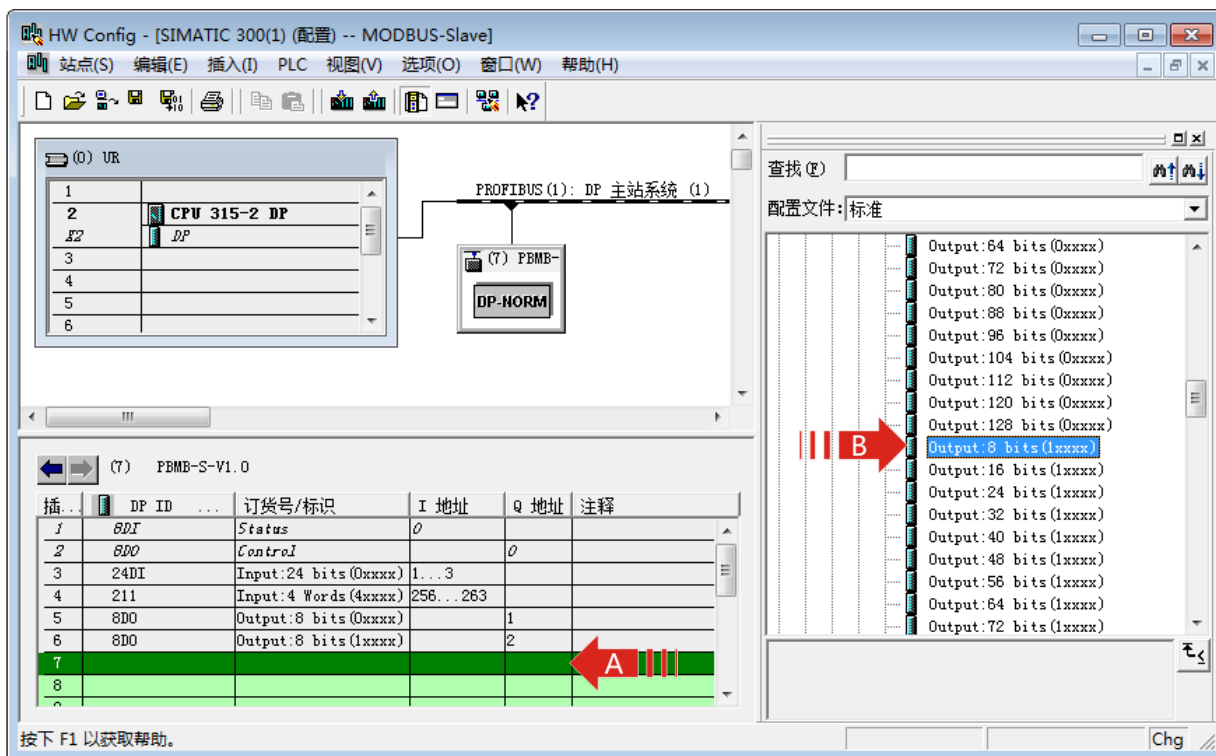 HW Config - [SIMATIC 300(1) (配置) -- MODBUS-Slave]
站点(S) 编辑(E) 插入(I) PLC 视图(V) 选项(O) 窗口(W) 帮助(H)
(0) UR
1
2 CPU 315-2 DP
X2 DP
3
4
5
6
PROFIBUS(1): DP 主站系统 (1)
(7) PBMB-
DP-NORM
查找(F)
配置文件: 标准
Output:64 bits(0xxxx)
Output:72 bits(0xxxx)
Output:80 bits(0xxxx)
Output:88 bits(0xxxx)
Output:96 bits(0xxxx)
Output:104 bits(0xxxx)
Output:112 bits(0xxxx)
Output:120 bits(0xxxx)
Output:128 bits(0xxxx)
B
Output:8 bits(1xxxx)
Output:16 bits(1xxxx)
Output:24 bits(1xxxx)
Output:32 bits(1xxxx)
Output:40 bits(1xxxx)
Output:48 bits(1xxxx)
Output:56 bits(1xxxx)
Output:64 bits(1xxxx)
Output:72 bits(1xxxx)
(7) PBMB-S-V1.0
插... DP ID ... 订货号/标识 I 地址 Q 地址 注释
1 8DI Status 0
2 8DO Control 0
3 24DI Input:24 bits(0xxxx) 1...3
4 211 Input:4 Words(4xxxx) 256...263
5 8DO Output:8 bits(0xxxx) 1
6 8DO Output:8 bits(1xxxx) 2
7
A
8
按下 F1 以获取帮助。
Chg